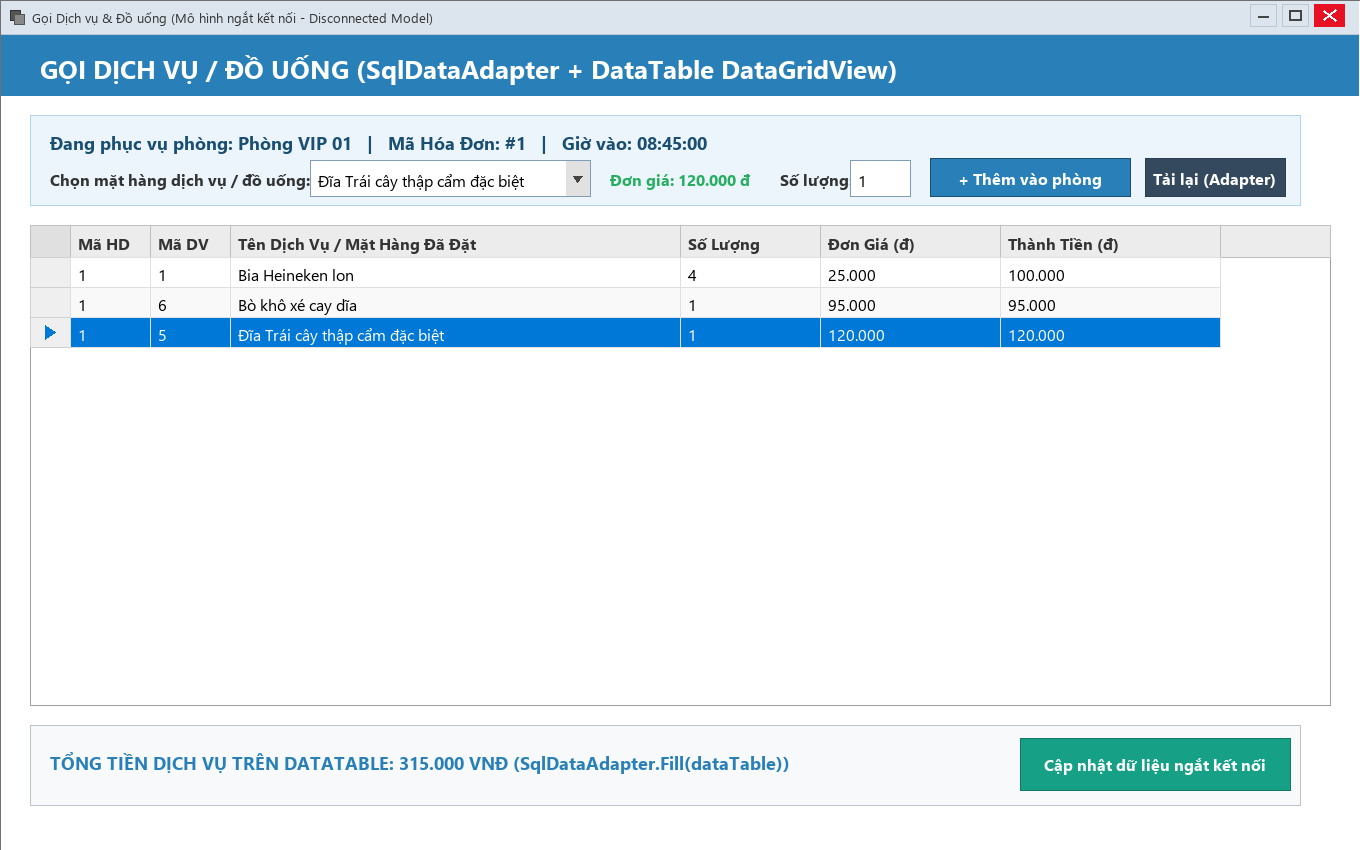 Gọi Dịch vụ & Đồ uống (Mô hình ngắt kết nối - Disconnected Model)
GỌI DỊCH VỤ / ĐỒ UỐNG (SqlDataAdapter + DataTable DataGridView)
Đang phục vụ phòng: Phòng VIP 01 | Mã Hóa Đơn: #1 | Giờ vào: 08:45:00
Chọn mặt hàng dịch vụ / đồ uống: Đĩa Trái cây thập cẩm đặc biệt Đơn giá: 120.000 đ Số lượng 1 + Thêm vào phòng Tải lại (Adapter)
Mã HD Mã DV Tên Dịch Vụ / Mặt Hàng Đã Đặt Số Lượng Đơn Giá (đ) Thành Tiền (đ)
1 1 Bia Heineken lon 4 25.000 100.000
1 6 Bò khô xé cay dĩa 1 95.000 95.000
1 5 Đĩa Trái cây thập cẩm đặc biệt 1 120.000 120.000
TỔNG TIỀN DỊCH VỤ TRÊN DATATABLE: 315.000 VNĐ (SqlDataAdapter.Fill(dataTable))
Cập nhật dữ liệu ngắt kết nối